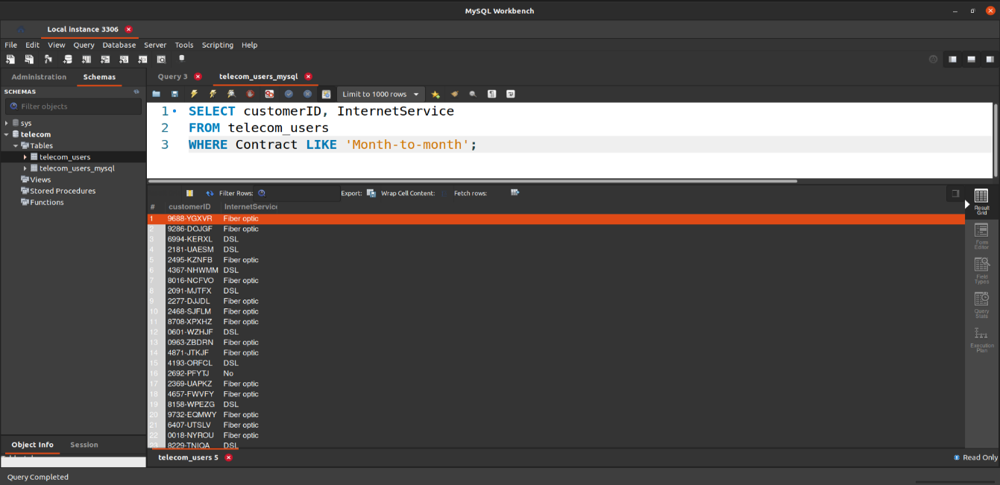 MySQL Workbench
Local instance 3306
File Edit View Query Database Server Tools Scripting Help
Administration Schemas
Query 3 telecom_users_mysql
SCHEMAS
Limit to 1000 rows
Filter objects
sys
telecom
Tables
telecom_users
telecom_users_mysql
Views
Stored Procedures
Functions
1 SELECT customerID, InternetService
2 FROM telecom_users
3 WHERE Contract LIKE 'Month-to-month';
Filter Rows: Export: Wrap Cell Content: Fetch rows:
# customerID InternetService
1 9688-YGXVR Fiber optic
2 9286-DOJGF Fiber optic
3 6994-KERXL DSL
4 2181-UAESM DSL
5 2495-KZNFB Fiber optic
6 4367-NHWMM DSL
7 8016-NCFVO Fiber optic
8 2091-MJTFX DSL
9 2277-DJJDL Fiber optic
10 2468-SJFLM Fiber optic
11 8708-XPXHZ Fiber optic
12 0601-WZHJF DSL
13 0963-ZBDRN Fiber optic
14 4871-JTKJF Fiber optic
15 4193-ORFCL DSL
16 2692-PFYTJ No
17 2369-UAPKZ Fiber optic
18 4657-FWVFY Fiber optic
19 8158-WPEZG DSL
20 9732-EQMWY Fiber optic
21 6407-UTSLV Fiber optic
22 0018-NYROU Fiber optic
23 8229-TNIQA DSL
Result
Grid
Form
Editor
Field
Types
Query
Stats
Execution
Plan
Object Info Session
telecom_users 5
Read Only
Query Completed